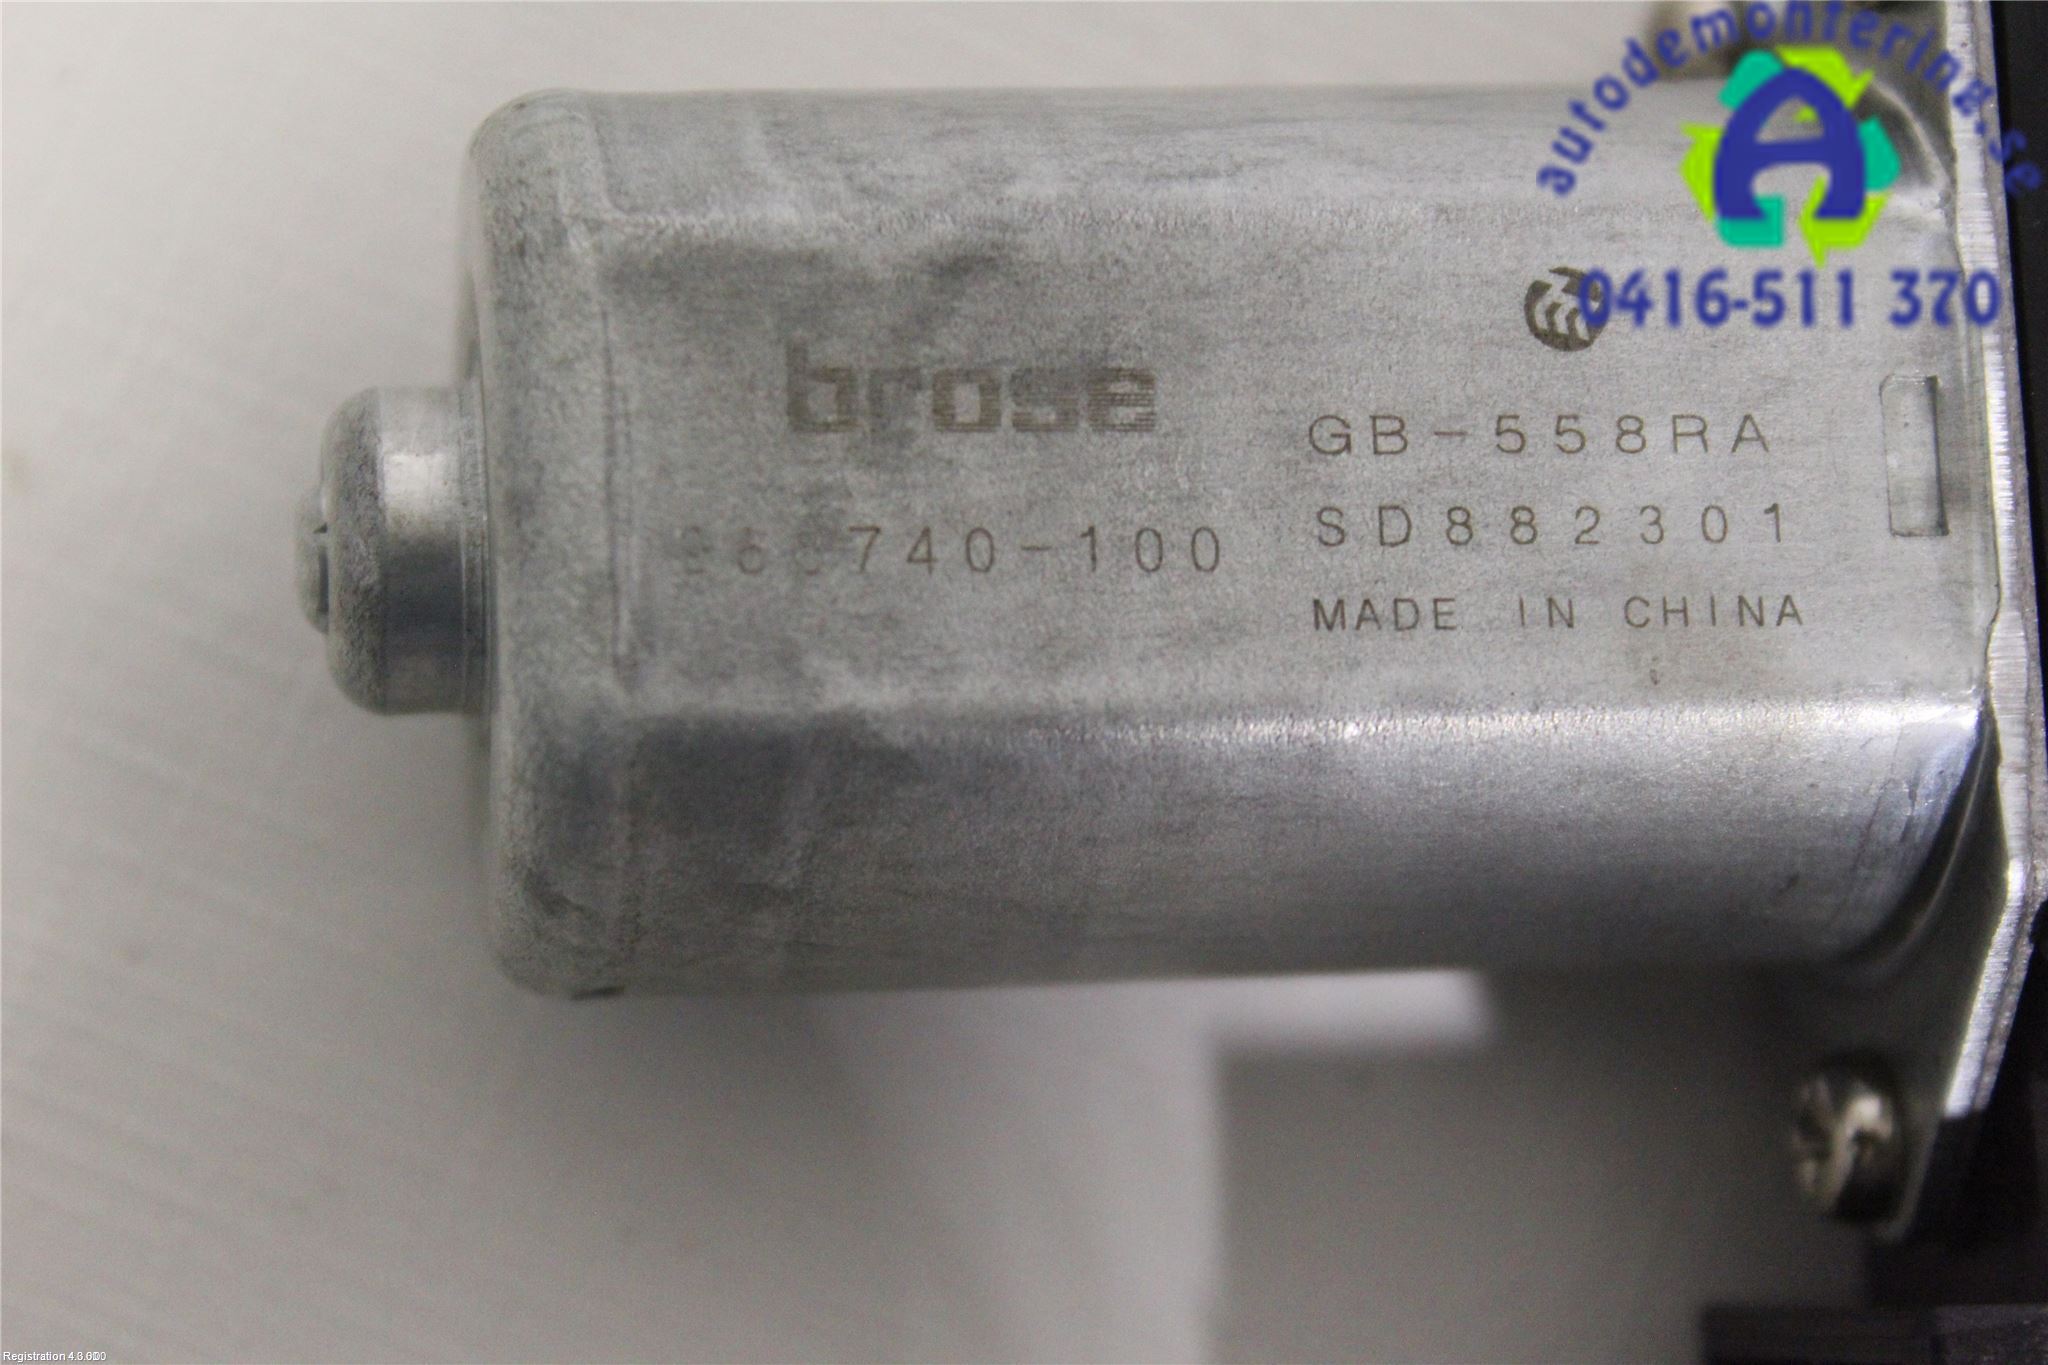 autodemontering.se
A
0416-511 370
brose
GB-558RA
SD882301
MADE IN CHINA